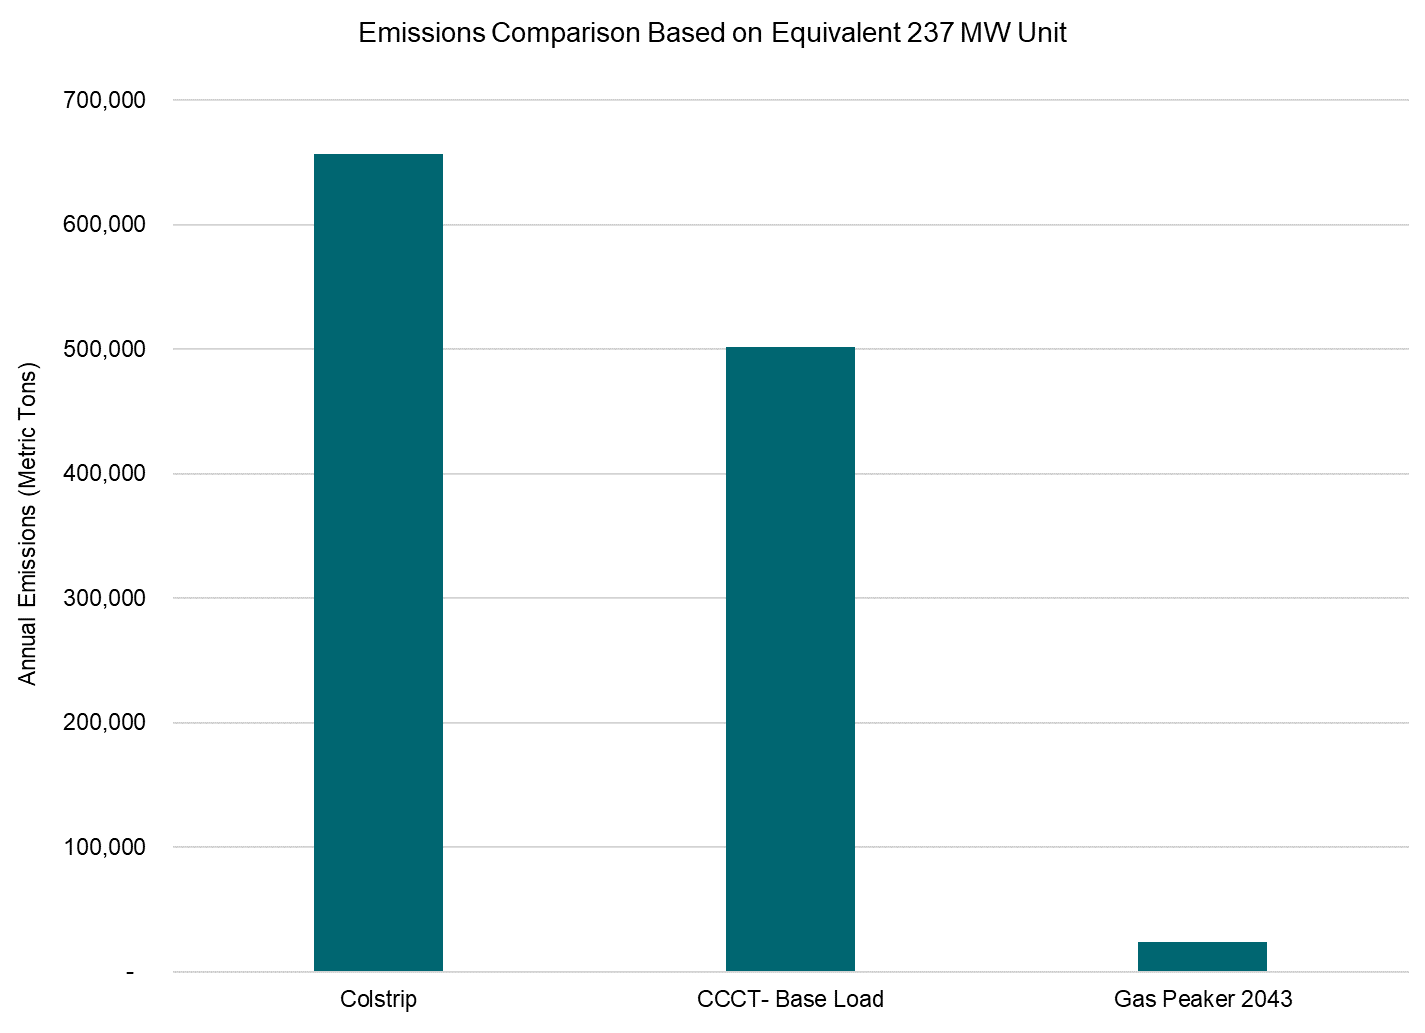 Emissions Comparison Based on Equivalent 237 MW Unit
Annual Emissions (Metric Tons)
700,000
600,000
500,000
400,000
300,000
200,000
100,000
-
Colstrip
CCCT- Base Load
Gas Peaker 2043